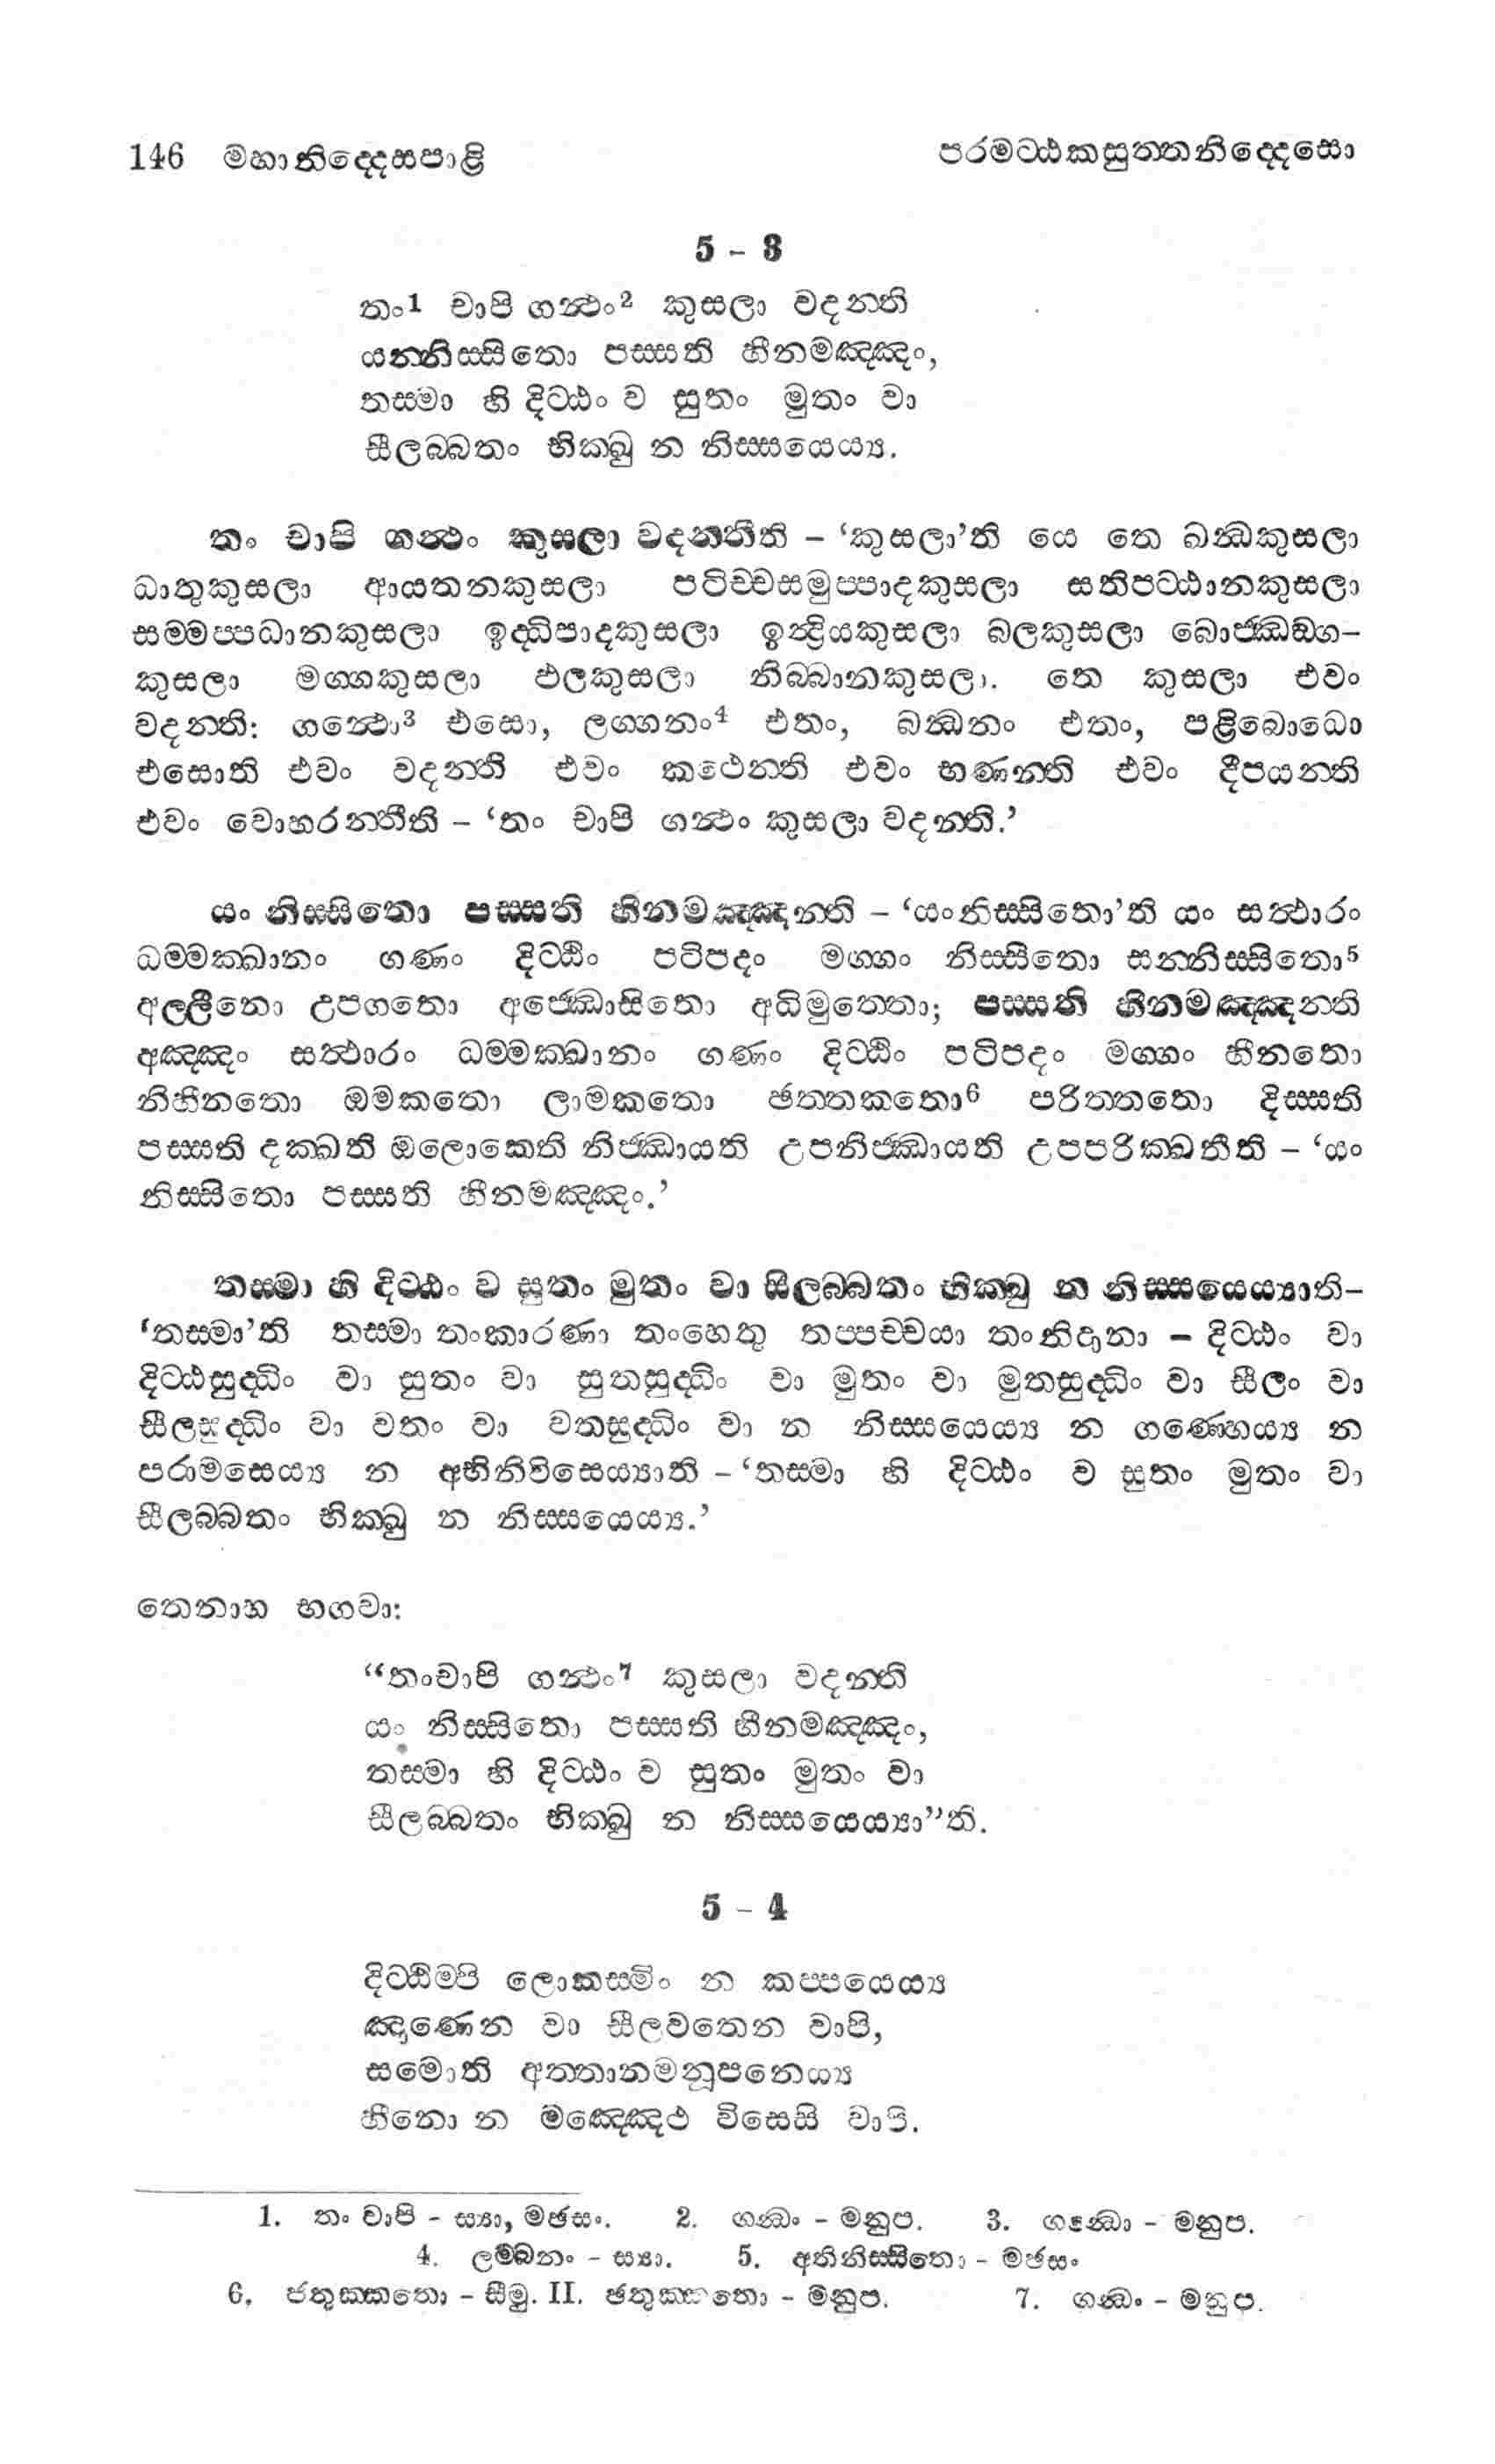 146 මහානිද්දෙසපාළි පරමට්ඨකසුත්තනිද්දෙසො
5 - 3
තං1 චාපි ගන්ථං2 කුසලා වදන්ති
යන්නිස්සිතො පස්සති හීනමඤ්ඤං,
තස්මා හි දිට්ඨං ව සුතං මුතං වා
සීලබ්බතං භික්ඛු න නිස්සයෙය්‍ය.
තං චාපි ගන්ථං කුසලා වදන්තීති – ‘කුසලා’ති යෙ තෙ ඛන්ධකුසලා
ධාතුකුසලා ආයතනකුසලා පටිච්චසමුප්පාදකුසලා සතිපට්ඨානකුසලා
සම්මප්පධානකුසලා ඉද්ධිපාදකුසලා ඉන්ද්‍රියකුසලා බලකුසලා බොජ්ඣඞ්ග–
කුසලා මග්ගකුසලා ඵලකුසලා නිබ්බානකුසලා. තෙ කුසලා එවං
වදන්ති: ගන්ථො3 එසො, ලග්ගනං4 එතං, බන්ධනං එතං, පළිබොධො
එසොති එවං වදන්ති එවං කථෙන්ති එවං භණන්ති එවං දීපයන්ති
එවං වොහරන්තීති – ‘තං චාපි ගන්ථං කුසලා වදන්ති.’
යං නිස්සිතො පස්සති හීනමඤ්ඤන්ති – ‘යංනිස්සිතො’ති යං සත්ථාරං
ධම්මක්ඛානං ගණං දිට්ඨිං පටිපදං මග්ගං නිස්සිතො සන්නිස්සිතො5
අල්ලීනො උපගතො අජ්ඣොසිතො අධිමුත්තො; පස්සති හීනමඤ්ඤන්ති
අඤ්ඤං සත්ථාරං ධම්මක්ඛානං ගණං දිට්ඨිං පටිපදං මග්ගං හීනතො
නිහීනතො ඔමකතො ලාමකතො ඡත්තකතො6 පරිත්තතො දිස්සති
පස්සති දක්ඛති ඔලොකෙති නිජ්ඣායති උපනිජ්ඣායති උපපරික්ඛතීති – ‘යං
නිස්සිතො පස්සති හීනමඤ්ඤං.’
තස්මා හි දිට්ඨං ව සුතං මුතං වා සීලබ්බතං භික්ඛු න නිස්සයෙය්‍යාති–
‘තස්මා’ති තස්මා තංකාරණා තංහෙතු තප්පච්චයා තංනිදානා – දිට්ඨං වා
දිට්ඨසුද්ධිං වා සුතං වා සුතසුද්ධිං වා මුතං වා මුතසුද්ධිං වා සීලං වා
සීලසුද්ධිං වා වතං වා වතසුද්ධිං වා න නිස්සයෙය්‍ය න ගණ්හෙය්‍ය න
පරාමසෙය්‍ය න අභිනිවිසෙය්‍යාති – ‘තස්මා හි දිට්ඨං ව සුතං මුතං වා
සීලබ්බතං භික්ඛු න නිස්සයෙය්‍ය.’
තෙනාහ භගවා:
“තංචාපි ගන්ථං7 කුසලා වදන්ති
යං නිස්සිතො පස්සති හීනමඤ්ඤං,
තස්මා හි දිට්ඨං ව සුතං මුතං වා
සීලබ්බතං භික්ඛු න නිස්සයෙය්‍යා”ති.
5 – 4
දිට්ඨිම්පි ලොකස්මිං න කප්පයෙය්‍ය
ඤාණෙන වා සීලවතෙන වාපි,
සමොති අත්තානමනූපනෙය්‍ය
හීනො න මඤ්ඤෙථ විසෙසි වාපි.
1. තං වාපි – ස්‍යා, මඡසං. 2. ගන්ධං – මනුප. 3. ගන්ධො – මනුප.
4. ලම්බනං – ස්‍යා. 5. අතිනිස්සිතො – මඡසං
6. ජතුක්කතො – සීමු. II. ඡතුක්කතො – මනුප. 7. ගන්ධං – මනුප.